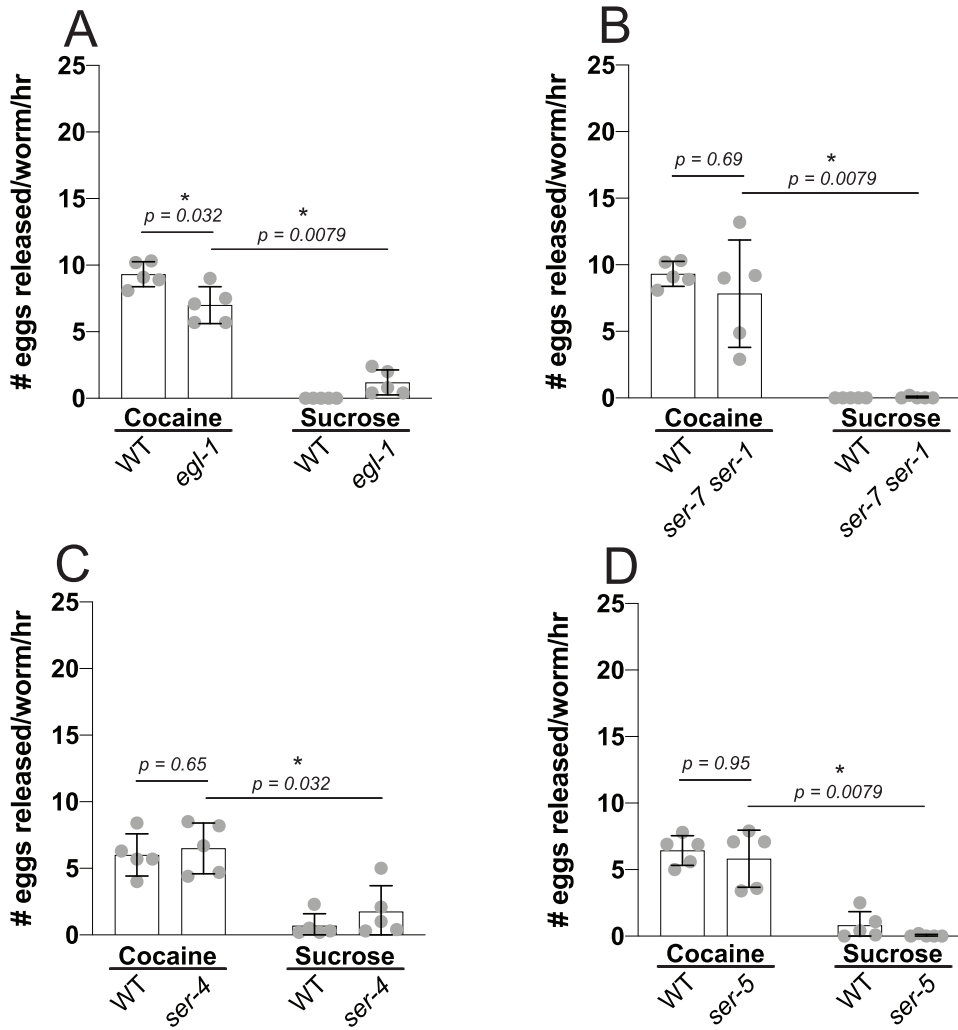 A
# eggs released/worm/hr
25
20
15
10
5
0
*
p = 0.032
*
p = 0.0079
Cocaine
Sucrose
WT
egl-1
WT
egl-1
B
# eggs released/worm/hr
25
20
15
10
5
0
p = 0.69
*
p = 0.0079
Cocaine
Sucrose
WT
ser-7 ser-1
WT
ser-7 ser-1
C
# eggs released/worm/hr
25
20
15
10
5
0
p = 0.65
*
p = 0.032
Cocaine
Sucrose
WT
ser-4
WT
ser-4
D
# eggs released/worm/hr
25
20
15
10
5
0
p = 0.95
*
p = 0.0079
Cocaine
Sucrose
WT
ser-5
WT
ser-5